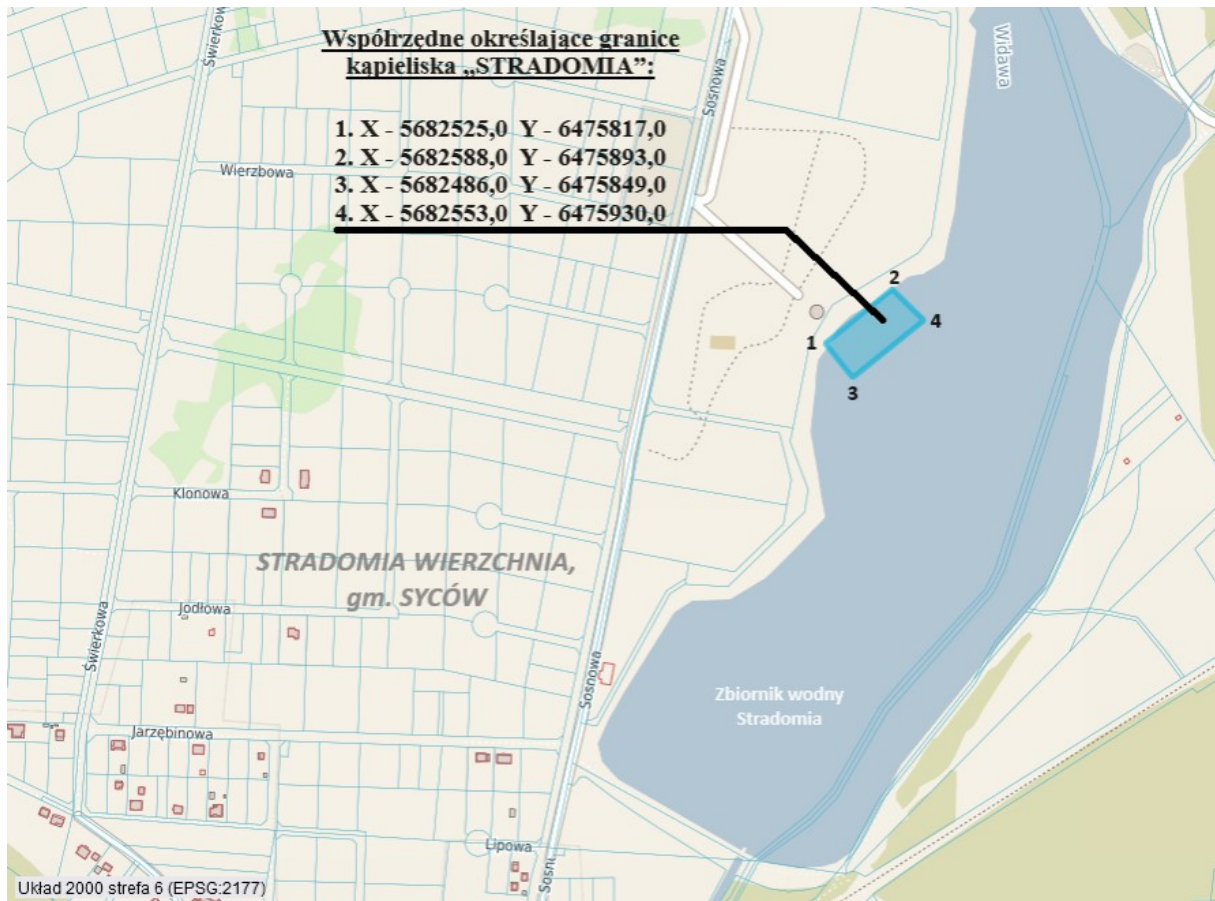 Współrzędne określające granice
kąpieliska „STRADOMIA”:
1. X - 5682525,0 Y - 6475817,0
2. X - 5682588,0 Y - 6475893,0
3. X - 5682486,0 Y - 6475849,0
4. X - 5682553,0 Y - 6475930,0
Świerkowa
Sosnowa
Widawa
Wierzbowa
2
4
1
3
Klonowa
STRADOMIA WIERZCHNIA,
gm. SYCÓW
Jodłowa
Świerkowa
Sosnowa
Zbiornik wodny
Stradomia
Jarzębinowa
Lipowa
Sosn
Układ 2000 strefa 6 (EPSG:2177)